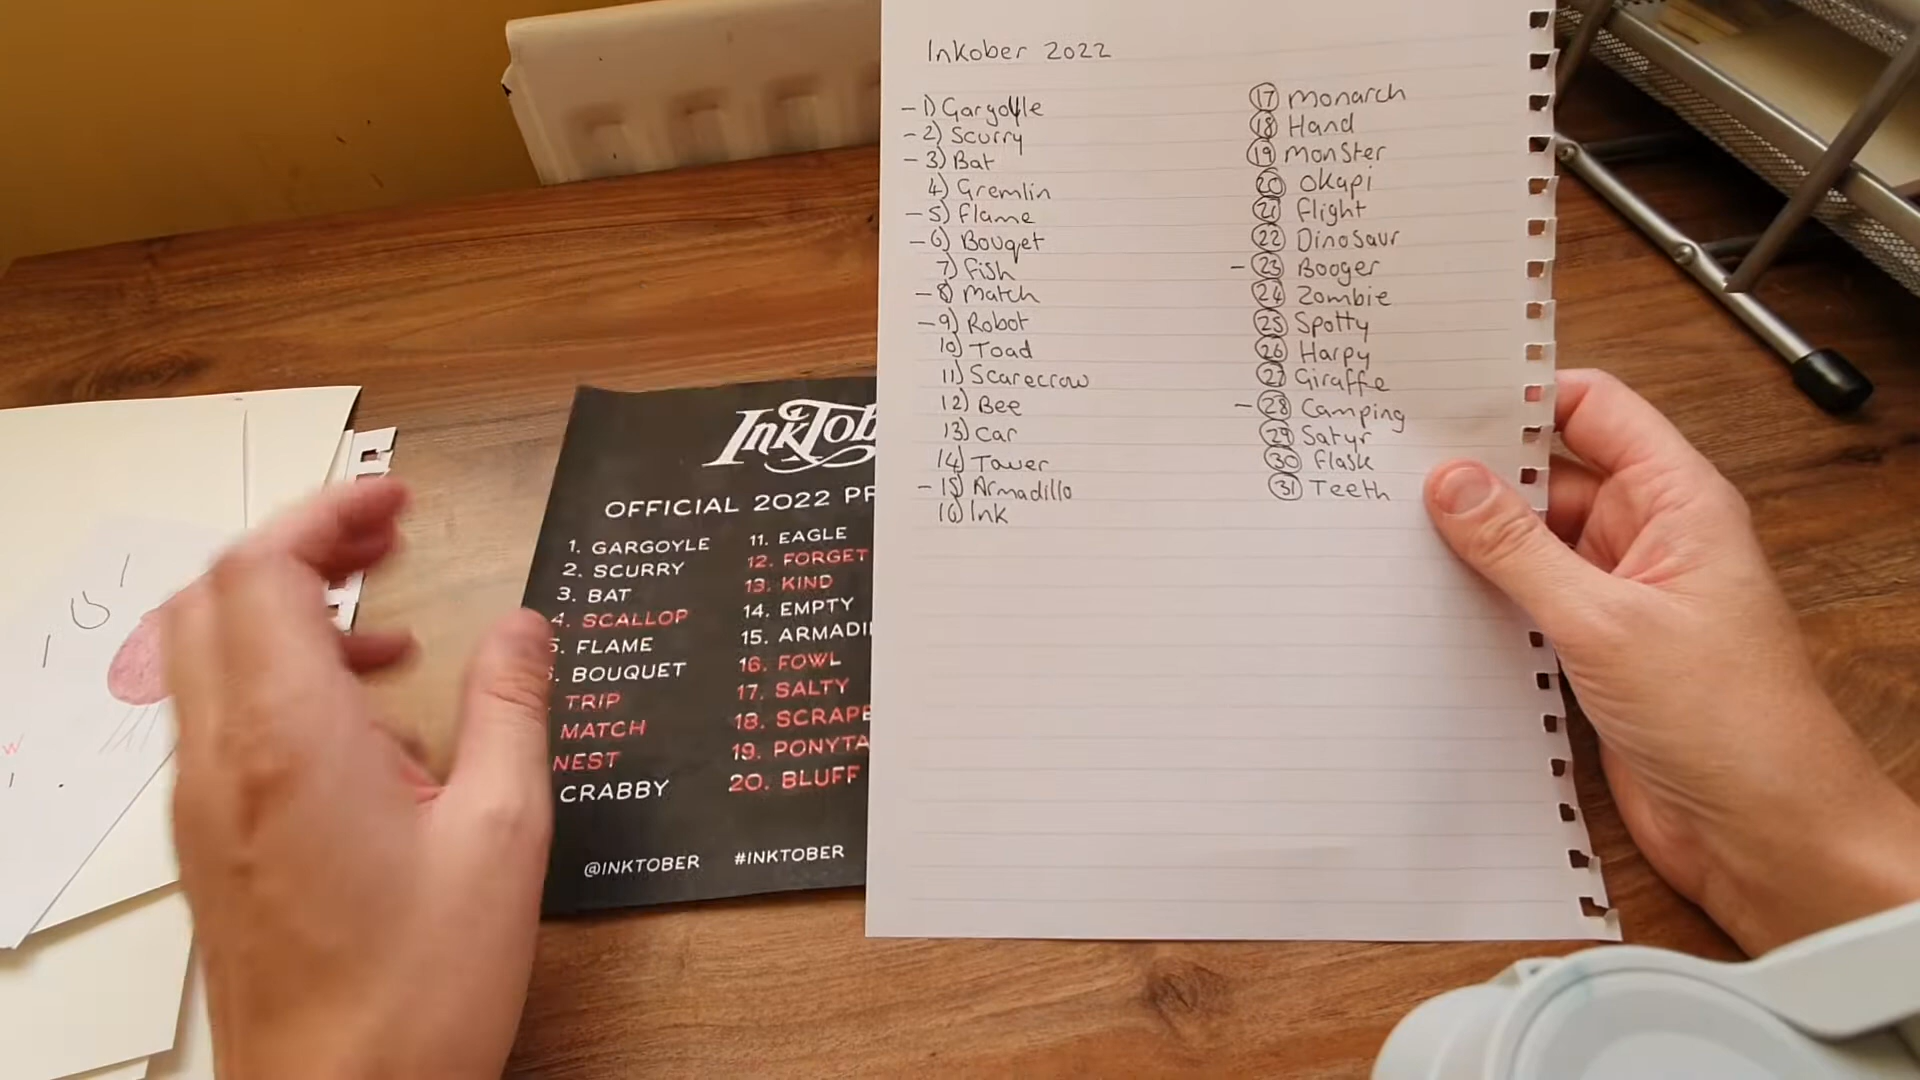 Inkober 2022
- 1) Gargoyle
- 2) Scurry
- 3) Bat
4) Gremlin
- 5) Flame
- 6) Bouqet
7) Fish
- 8) Match
- 9) Robot
10) Toad
11) Scarecrow
12) Bee
13) Car
14) Tower
- 15) Armadillo
16) Ink
17 Monarch
18 Hand
19 Monster
20 Okapi
21 Flight
22 Dinosaur
- 23 Booger
24 Zombie
25 Spotty
26 Harpy
27 Giraffe
- 28 Camping
29 Satyr
30 Flask
31 Teeth
INKTOB
OFFICIAL 2022 PR
1. GARGOYLE
2. SCURRY
3. BAT
4. SCALLOP
5. FLAME
. BOUQUET
. TRIP
MATCH
NEST
CRABBY
11. EAGLE
12. FORGET
13. KIND
14. EMPTY
15. ARMADI
16. FOWL
17. SALTY
18. SCRAPE
19. PONYTA
20. BLUFF
@INKTOBER #INKTOBER